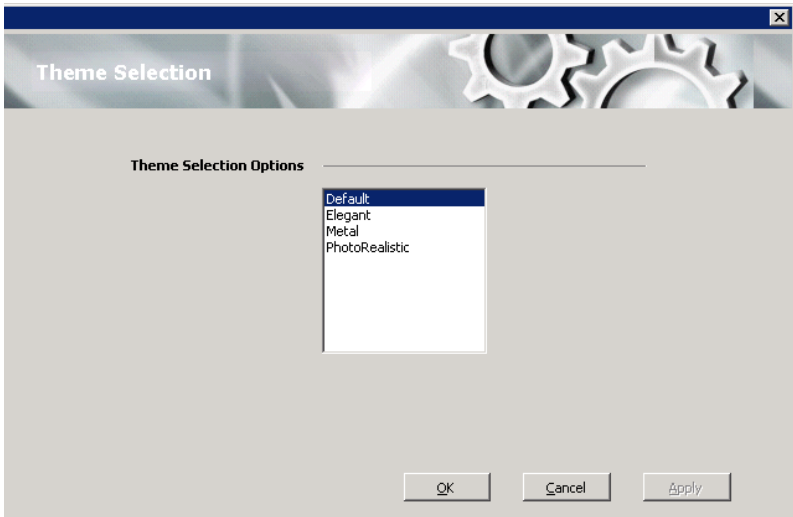 Theme Selection
Theme Selection Options
Default
Elegant
Metal
PhotoRealistic
OK Cancel Apply